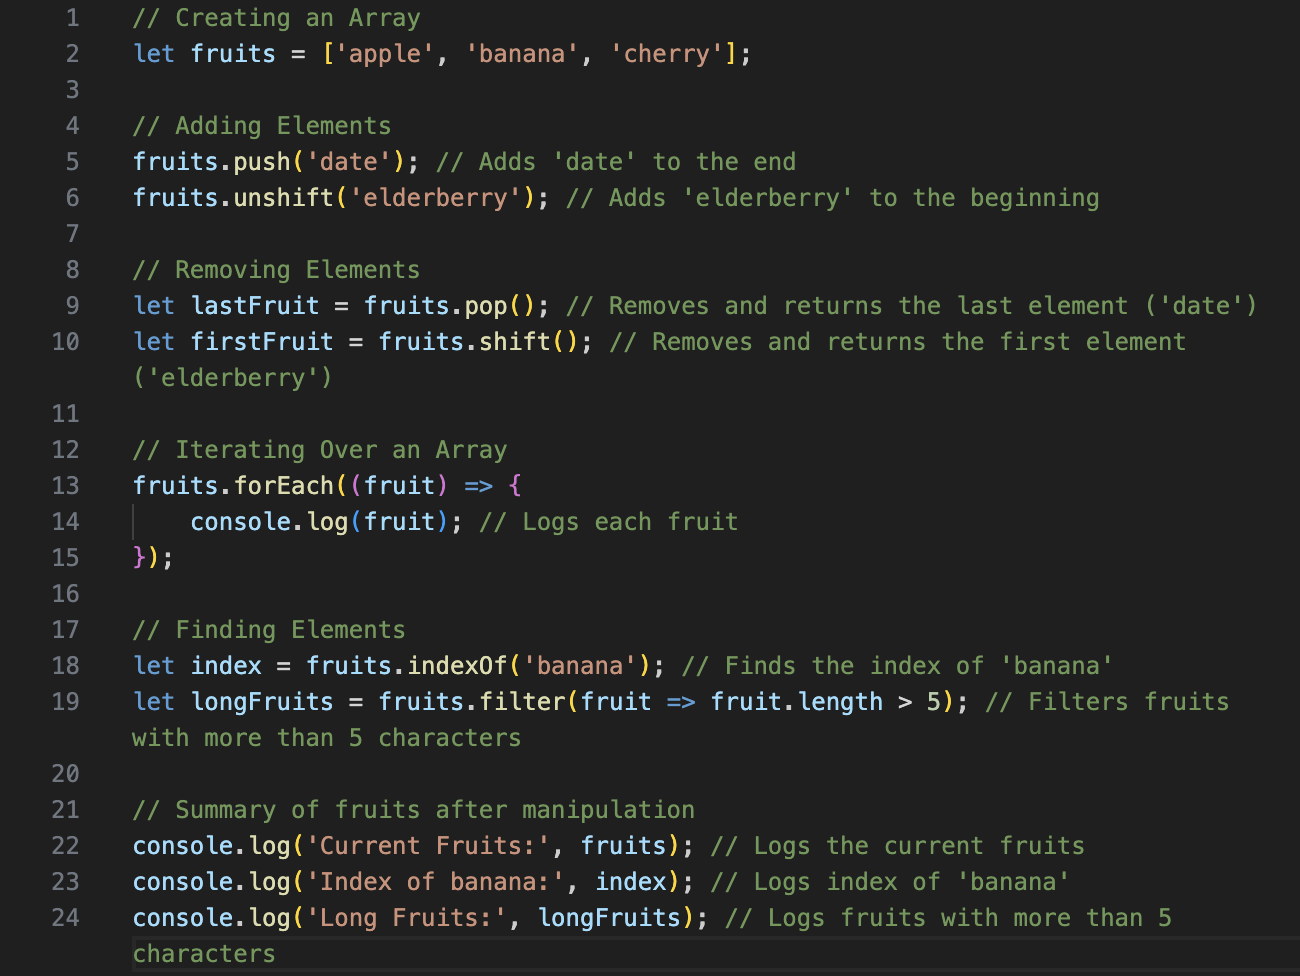 1 // Creating an Array
2 let fruits = ['apple', 'banana', 'cherry'];
3
4 // Adding Elements
5 fruits.push('date'); // Adds 'date' to the end
6 fruits.unshift('elderberry'); // Adds 'elderberry' to the beginning
7
8 // Removing Elements
9 let lastFruit = fruits.pop(); // Removes and returns the last element ('date')
10 let firstFruit = fruits.shift(); // Removes and returns the first element
('elderberry')
11
12 // Iterating Over an Array
13 fruits.forEach((fruit) => {
14     console.log(fruit); // Logs each fruit
15 });
16
17 // Finding Elements
18 let index = fruits.indexOf('banana'); // Finds the index of 'banana'
19 let longFruits = fruits.filter(fruit => fruit.length > 5); // Filters fruits
with more than 5 characters
20
21 // Summary of fruits after manipulation
22 console.log('Current Fruits:', fruits); // Logs the current fruits
23 console.log('Index of banana:', index); // Logs index of 'banana'
24 console.log('Long Fruits:', longFruits); // Logs fruits with more than 5
characters